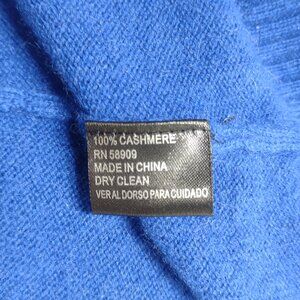 100% CASHMERE
RN 58909
MADE IN CHINA
DRY CLEAN
VER AL DORSO PARA CUIDADO